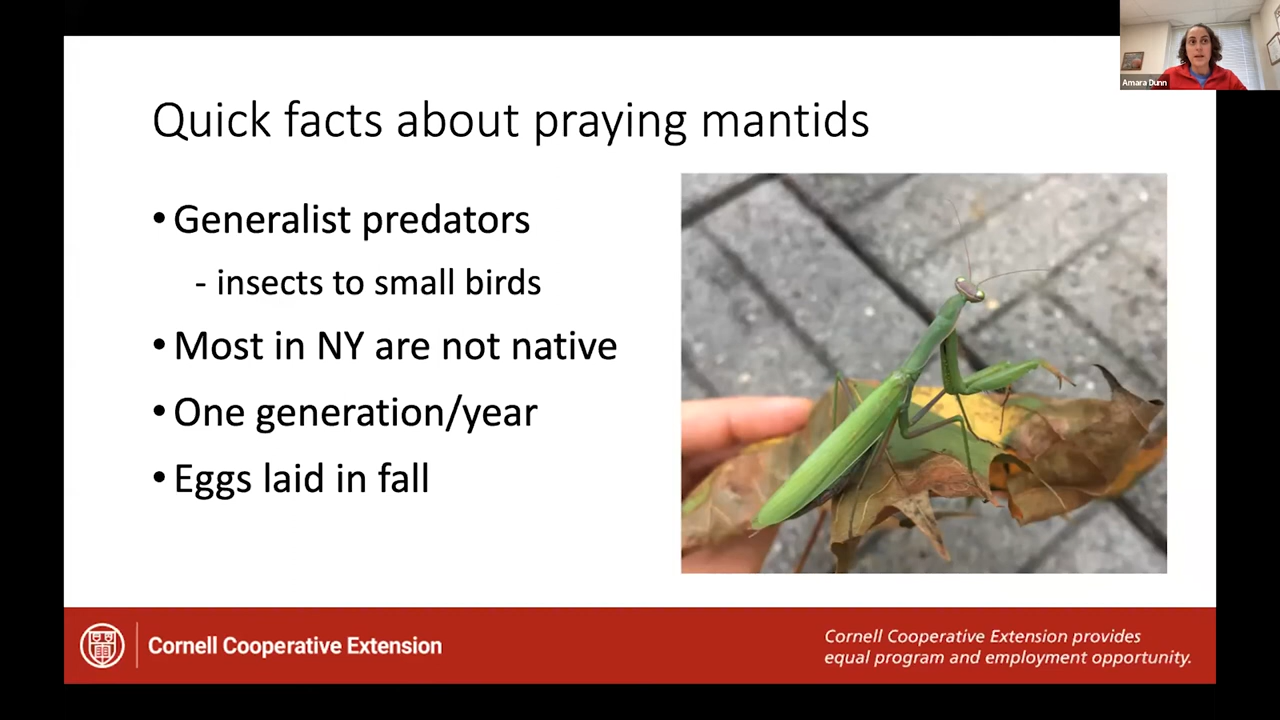 Amara Dunn
Quick facts about praying mantids
• Generalist predators
- insects to small birds
• Most in NY are not native
• One generation/year
• Eggs laid in fall
Cornell Cooperative Extension
Cornell Cooperative Extension provides
equal program and employment opportunity.